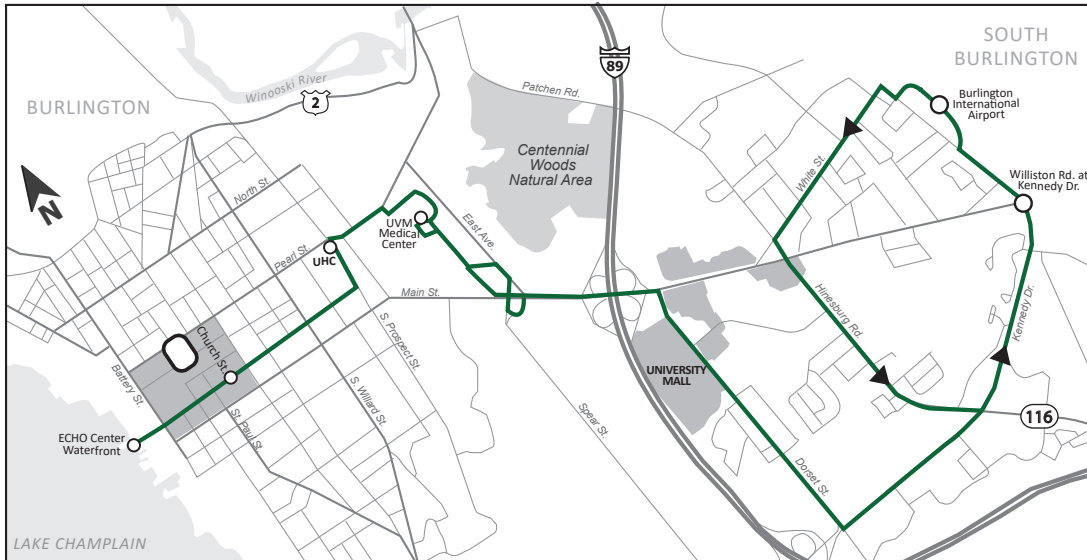 SOUTH
BURLINGTON
89
Winooski River
2
BURLINGTON
Patchen Rd.
Burlington
International
Airport
Centennial
Woods
Natural Area
White St.
Williston Rd. at
Kennedy Dr.
N
North St.
UVM
Medical
Center
East Ave.
Pearl St.
UHC
Main St.
Hinesburg Rd.
Kennedy Dr.
Church St.
S. Prospect St.
Battery St.
UNIVERSITY
MALL
S. Willard St.
St. Paul St.
116
ECHO Center
Waterfront
Spear St.
Dorset St.
LAKE CHAMPLAIN